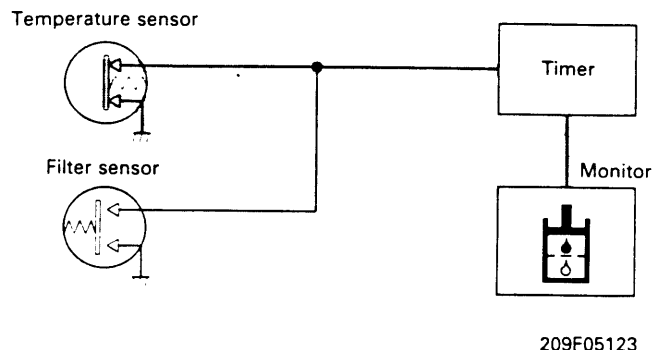 Temperature sensor
Timer
Filter sensor
Monitor
209F05123